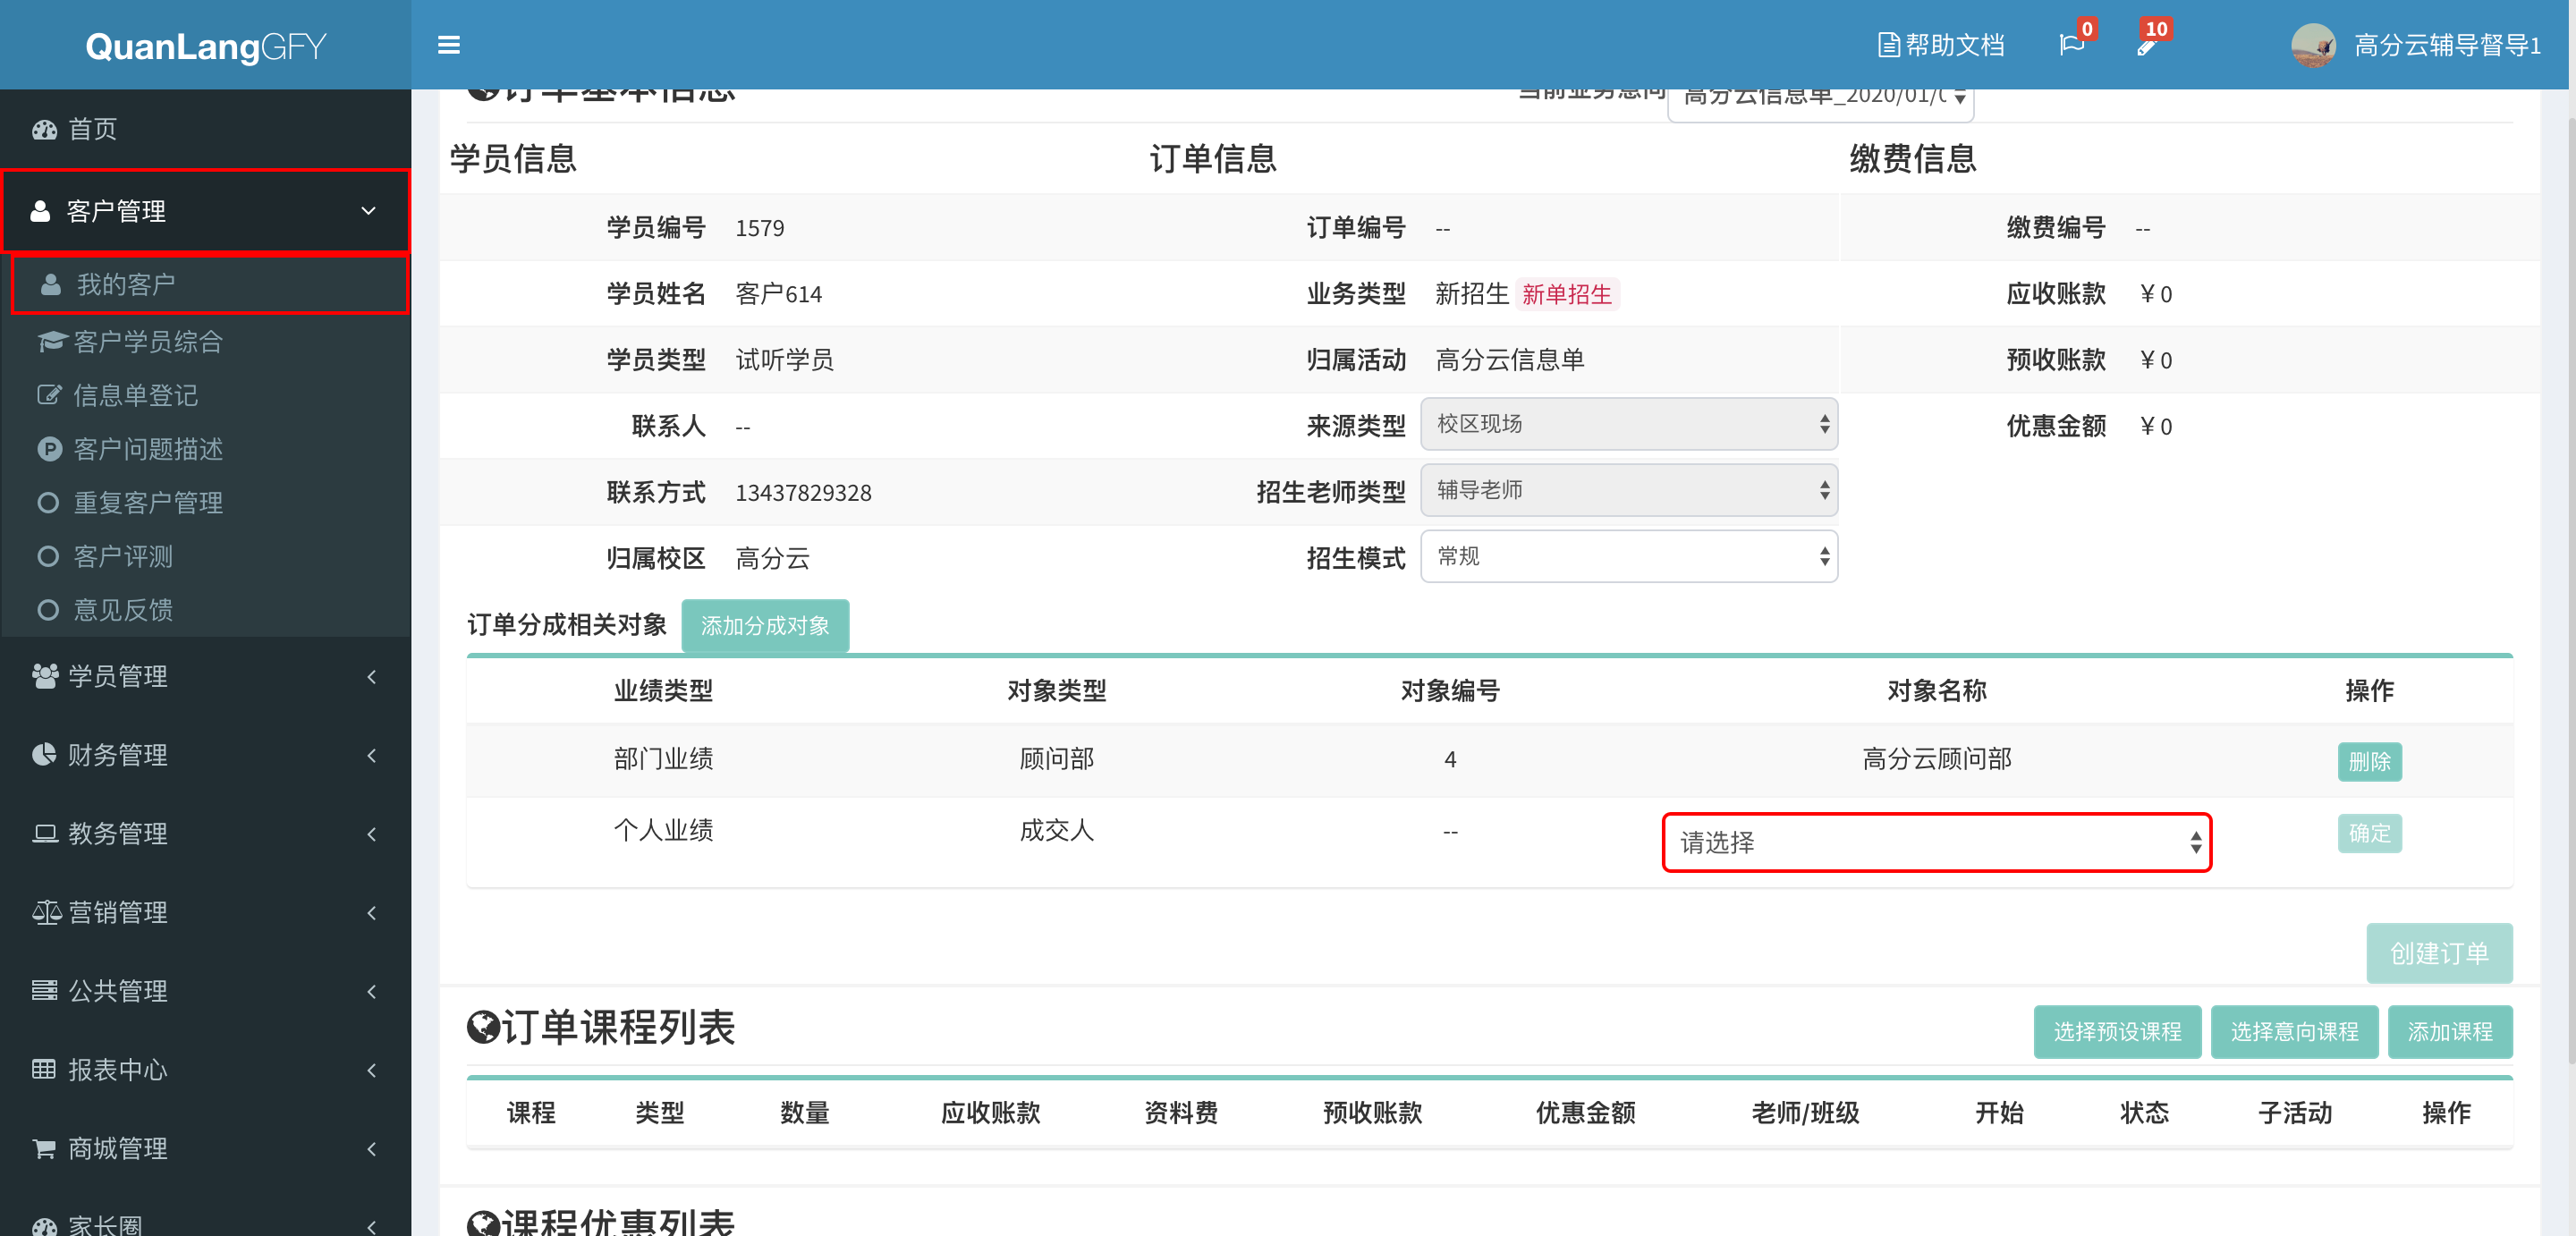 QuanLangGFY
帮助文档
0
10
高分云辅导督导1
首页
客户管理
我的客户
客户学员综合
信息单登记
客户问题描述
重复客户管理
客户评测
意见反馈
学员管理
财务管理
教务管理
营销管理
公共管理
报表中心
商城管理
家长圈
订单基本信息
当前业务意向 高分云信息单_2020/01/0
学员信息 订单信息 缴费信息
学员编号 1579 订单编号 -- 缴费编号 --
学员姓名 客户614 业务类型 新招生 新单招生 应收账款 ￥0
学员类型 试听学员 归属活动 高分云信息单 预收账款 ￥0
联系人 -- 来源类型 校区现场 优惠金额 ￥0
联系方式 13437829328 招生老师类型 辅导老师
归属校区 高分云 招生模式 常规
订单分成相关对象 添加分成对象
业绩类型 对象类型 对象编号 对象名称 操作
部门业绩 顾问部 4 高分云顾问部 删除
个人业绩 成交人 -- 请选择 确定
创建订单
订单课程列表 选择预设课程 选择意向课程 添加课程
课程 类型 数量 应收账款 资料费 预收账款 优惠金额 老师/班级 开始 状态 子活动 操作
课程优惠列表